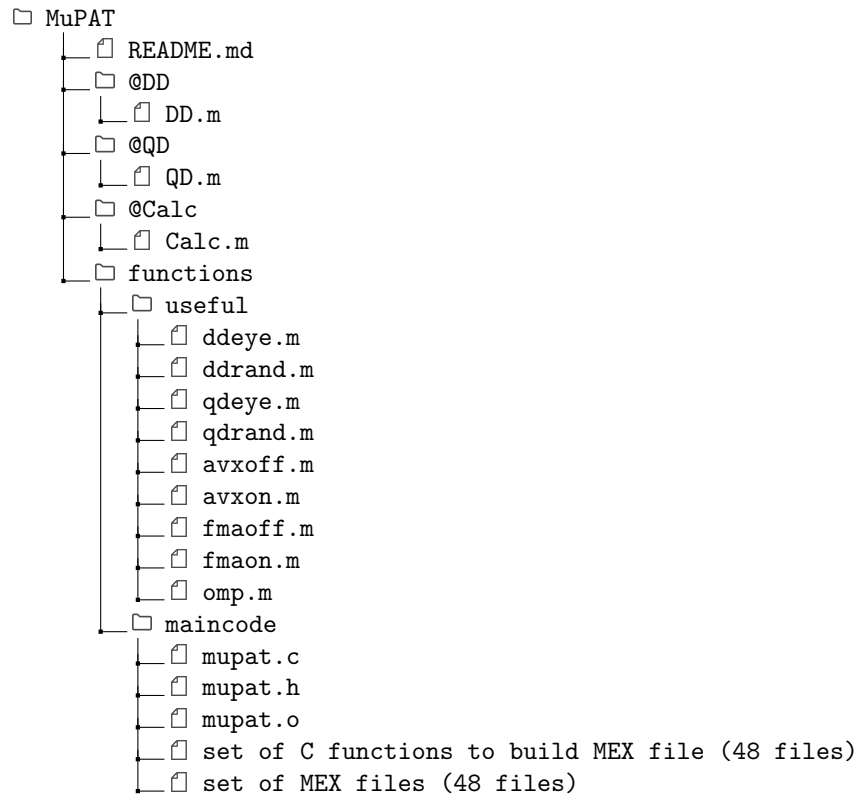 MuPAT
README.md
@DD
DD.m
@QD
QD.m
@Calc
Calc.m
functions
useful
ddeye.m
ddrand.m
qdeye.m
qdrand.m
avxoff.m
avxon.m
fmaoff.m
fmaon.m
omp.m
maincode
mupat.c
mupat.h
mupat.o
set of C functions to build MEX file (48 files)
set of MEX files (48 files)